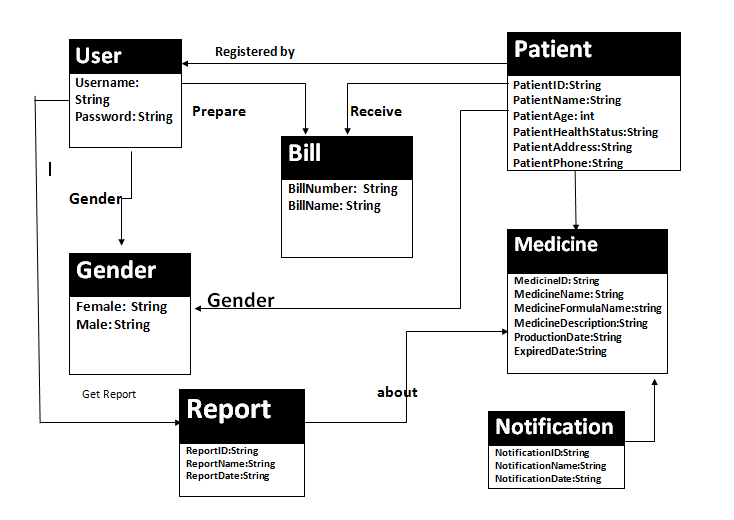 User
Username:
String
Password: String
Registered by
Patient
PatientID:String
PatientName:String
PatientAge: int
PatientHealthStatus:String
PatientAddress:String
PatientPhone:String
Prepare
Receive
Bill
BillNumber: String
BillName: String
Gender
Gender
Female: String
Male: String
Gender
Medicine
MedicineID: String
MedicineName: String
MedicineFormulaName:string
MedicineDescription:String
ProductionDate:String
ExpiredDate:String
Get Report
about
Report
ReportID:String
ReportName:String
ReportDate:String
Notification
NotificationID:String
NotificationName:String
NotificationDate:String